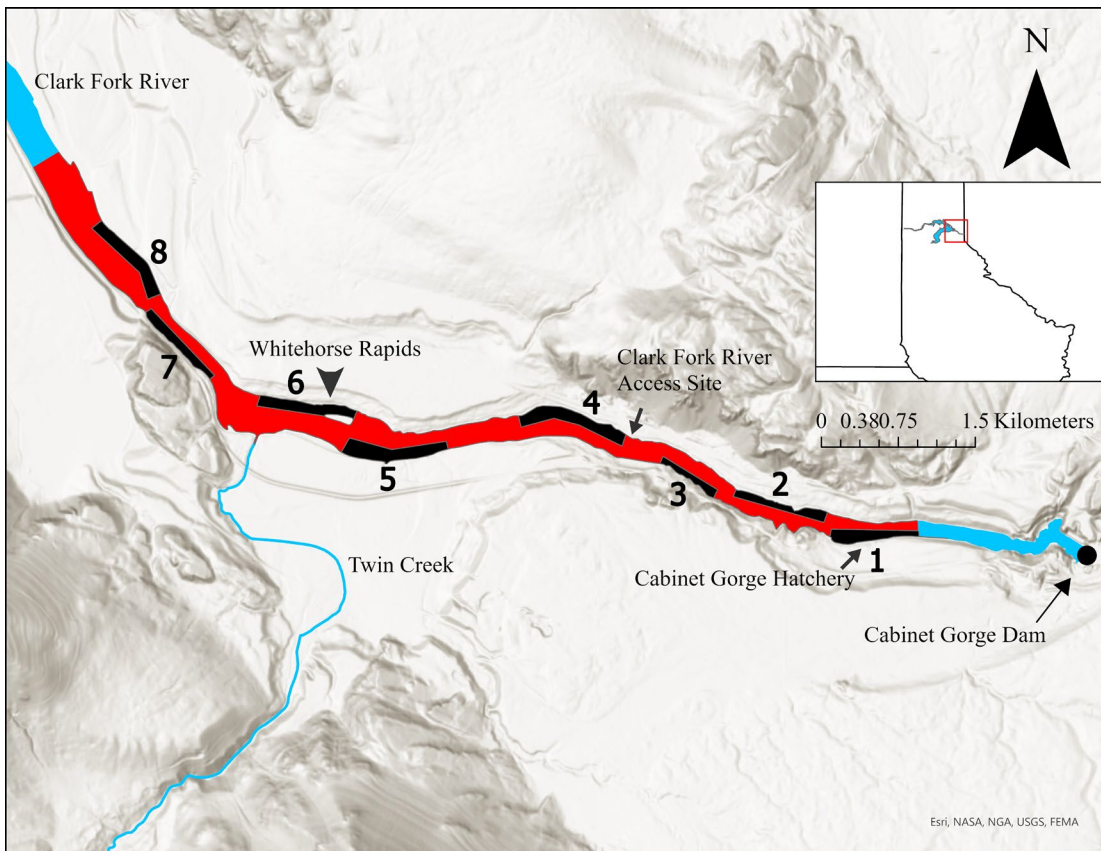 N
Clark Fork River
8
Whitehorse Rapids
7
6
Clark Fork River
Access Site
4
0 0.380.75 1.5 Kilometers
5
3
2
Twin Creek
Cabinet Gorge Hatchery
1
Cabinet Gorge Dam
Esri, NASA, NGA, USGS, FEMA